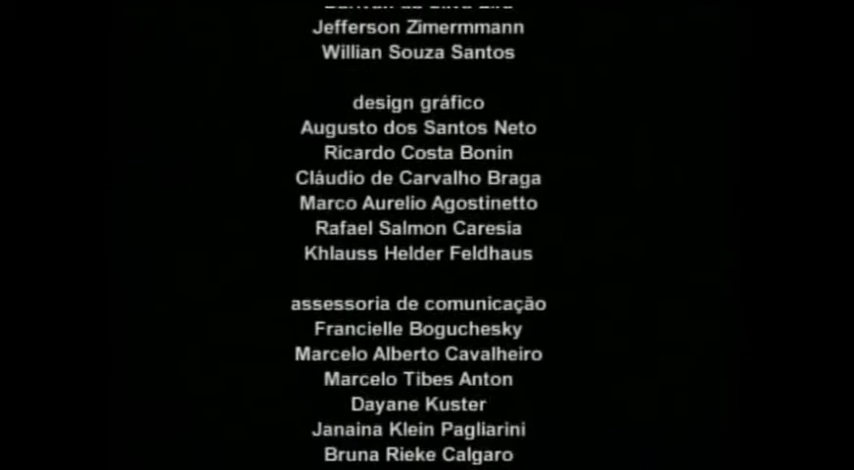 Jefferson Zimermmann
Willian Souza Santos
design gráfico
Augusto dos Santos Neto
Ricardo Costa Bonin
Cláudio de Carvalho Braga
Marco Aurelio Agostinetto
Rafael Salmon Caresia
Khlauss Helder Feldhaus
assessoria de comunicação
Francielle Boguchesky
Marcelo Alberto Cavalheiro
Marcelo Tibes Anton
Dayane Kuster
Janaina Klein Pagliarini
Bruna Rieke Calgaro